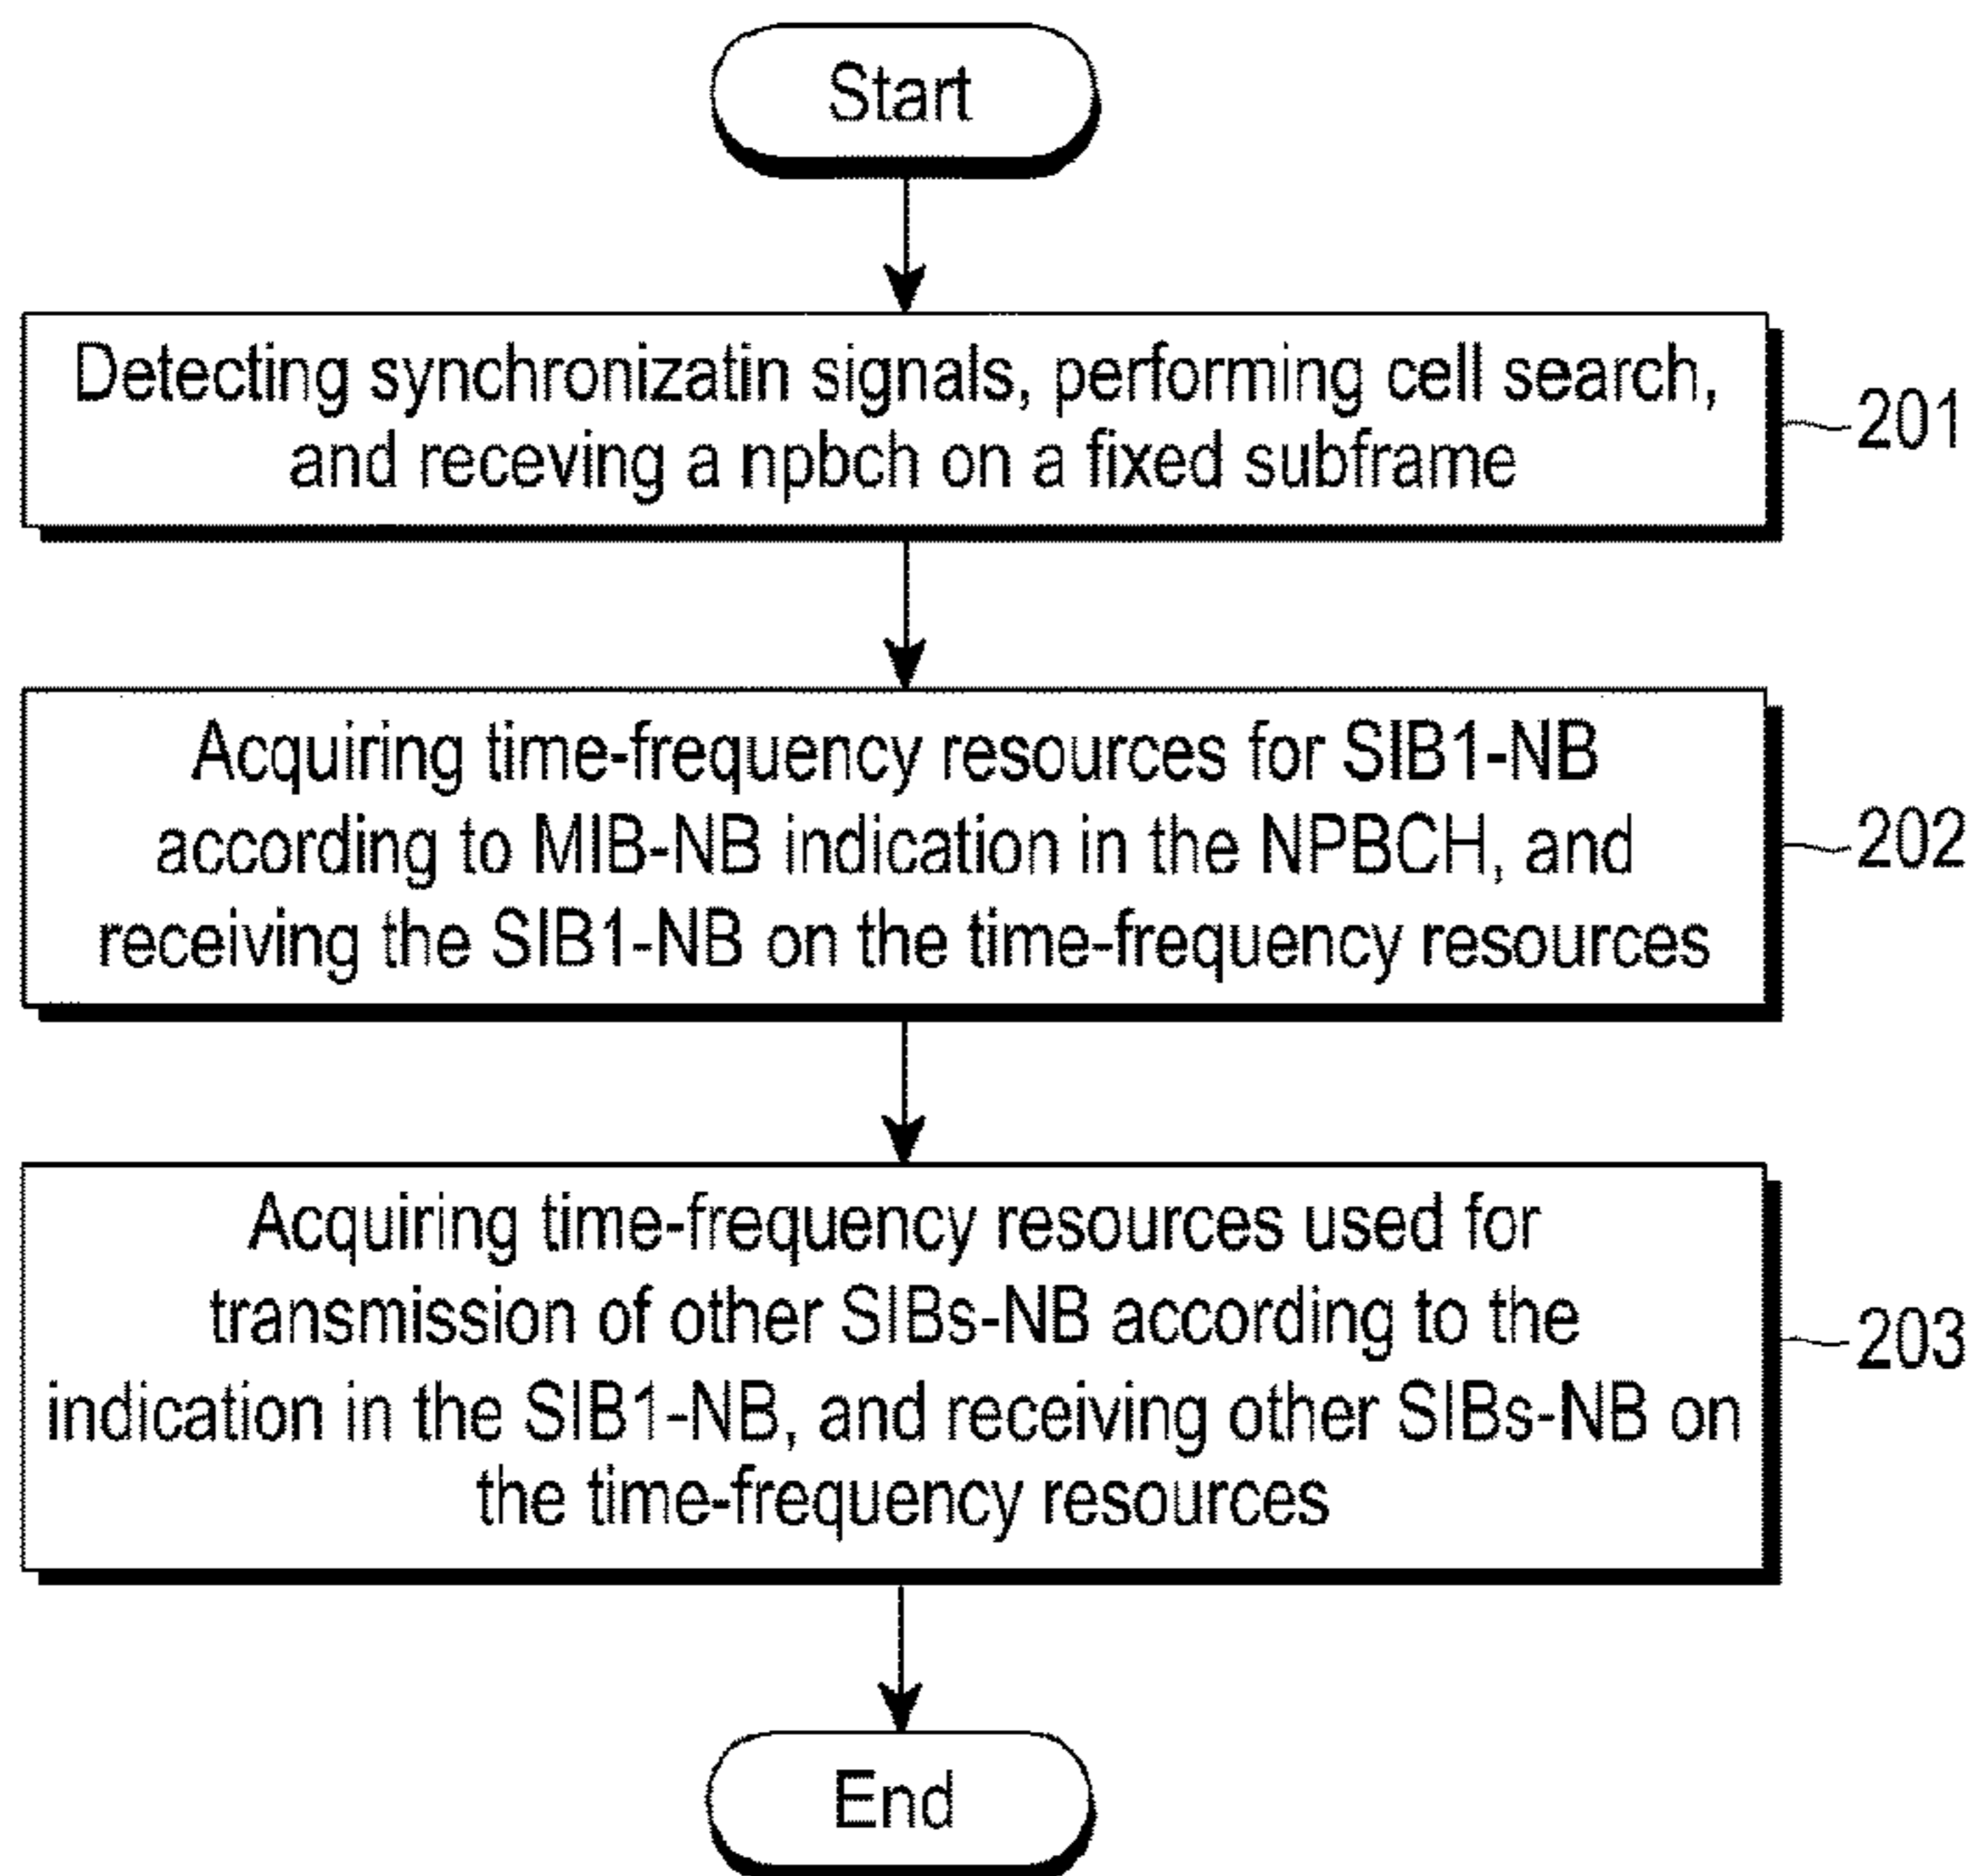 Start
Detecting synchronizatin signals, performing cell search,
and receving a npbch on a fixed subframe
201
Acquiring time-frequency resources for SIB1-NB
according to MIB-NB indication in the NPBCH, and
receiving the SIB1-NB on the time-frequency resources
202
Acquiring time-frequency resources used for
transmission of other SIBs-NB according to the
indication in the SIB1-NB, and receiving other SIBs-NB on
the time-frequency resources
203
End